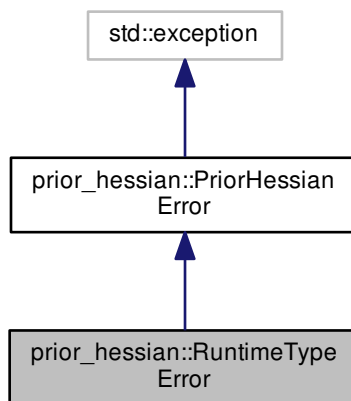 std::exception
prior_hessian::PriorHessian
Error
prior_hessian::RuntimeType
Error